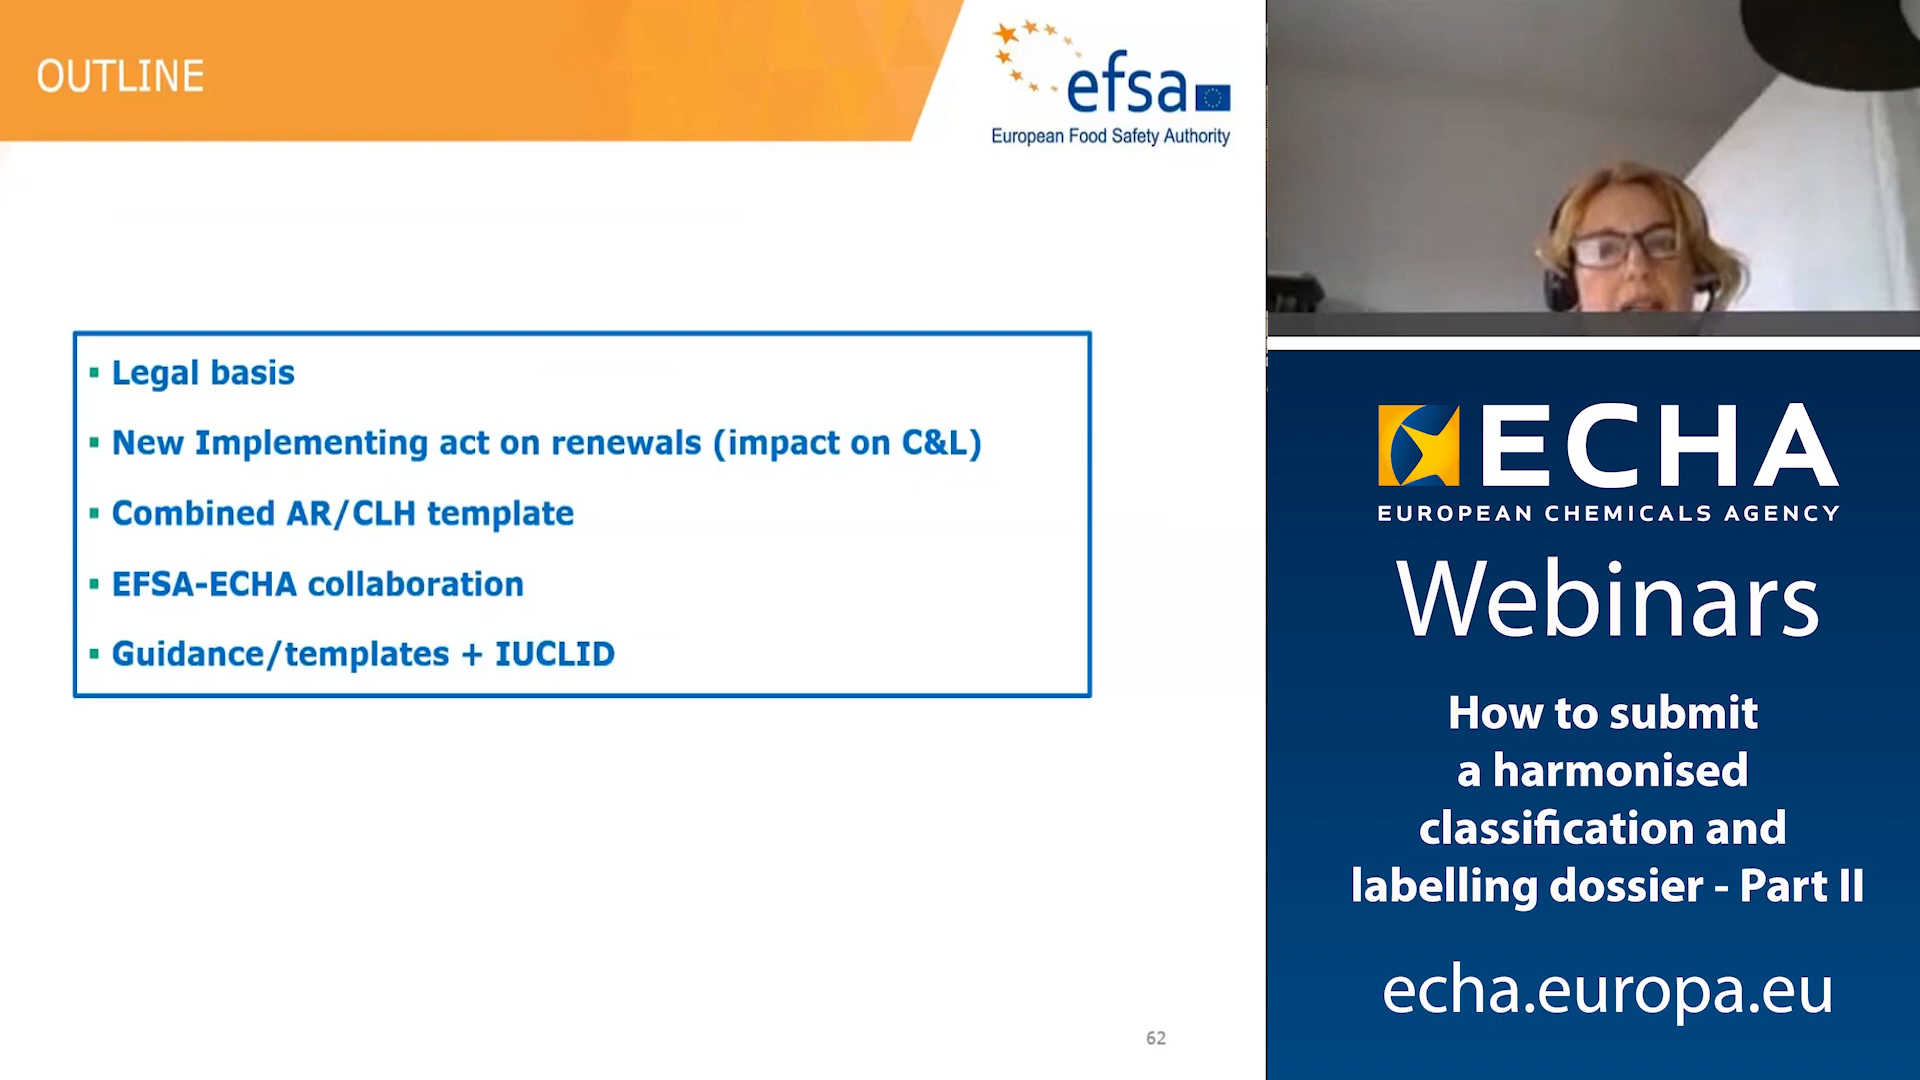 OUTLINE
efsa
European Food Safety Authority
▪ Legal basis
▪ New Implementing act on renewals (impact on C&L)
▪ Combined AR/CLH template
▪ EFSA-ECHA collaboration
▪ Guidance/templates + IUCLID
62
ECHA
EUROPEAN CHEMICALS AGENCY
Webinars
How to submit
a harmonised
classification and
labelling dossier - Part II
echa.europa.eu